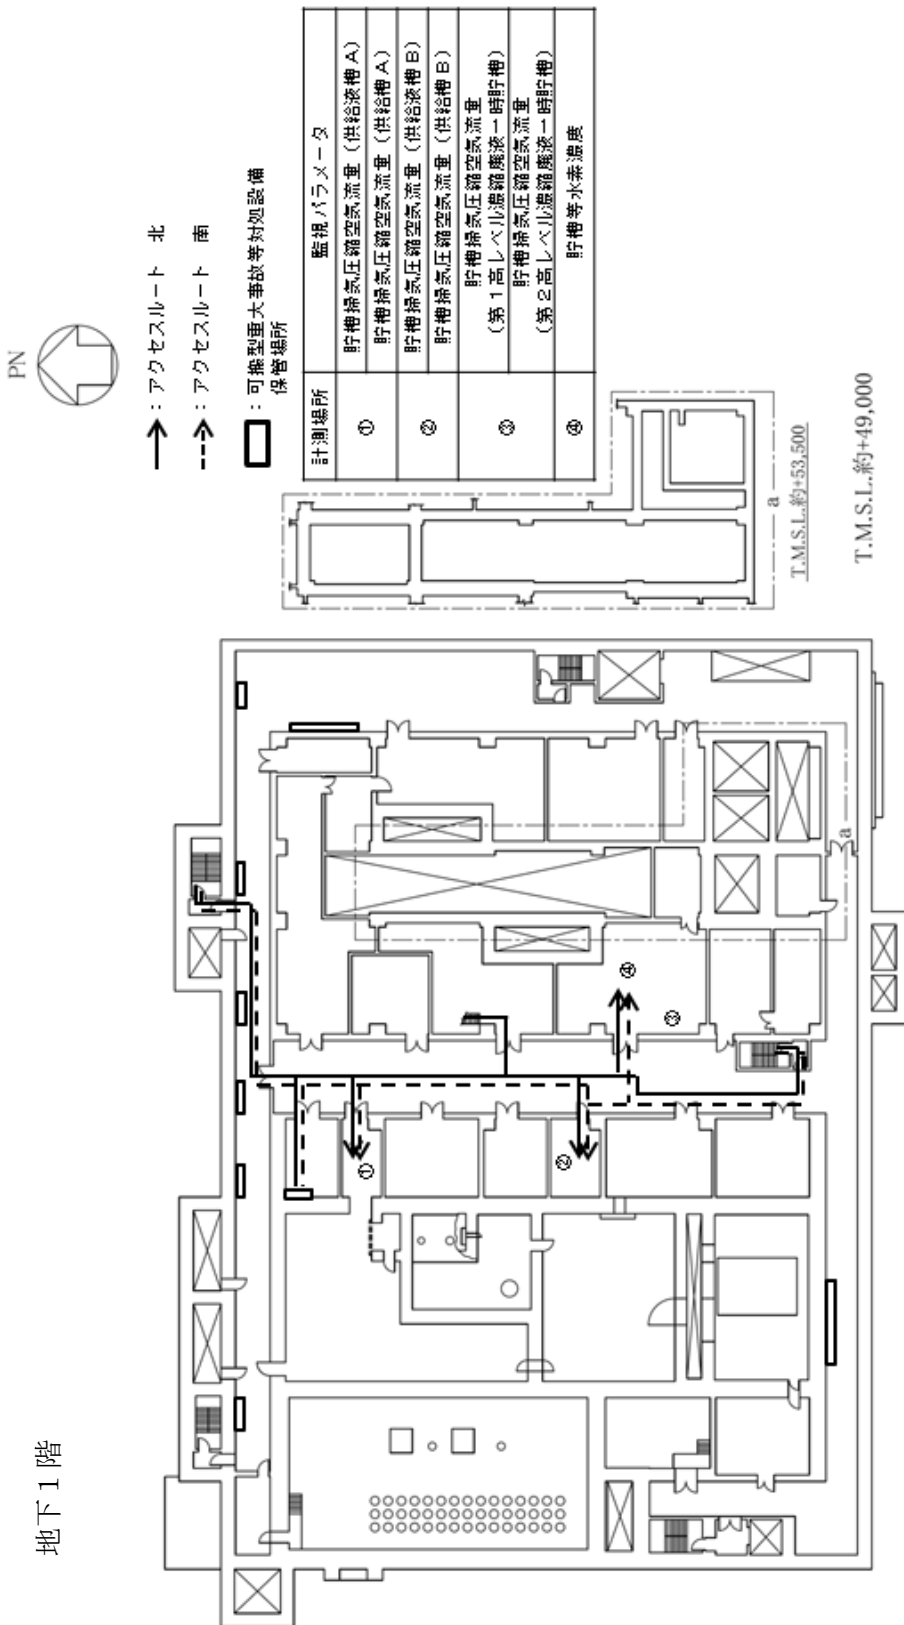 地下１階
PN
：アクセスルート　北
：アクセスルート　南
：可搬型重大事故等対処設備
保管場所
計測場所
監視パラメータ
①
貯槽掃気圧縮空気流量（供給液槽Ａ）
貯槽掃気圧縮空気流量（供給槽Ａ）
②
貯槽掃気圧縮空気流量（供給液槽Ｂ）
貯槽掃気圧縮空気流量（供給槽Ｂ）
③
貯槽掃気圧縮空気流量
（第１高レベル濃縮廃液一時貯槽）
貯槽掃気圧縮空気流量
（第２高レベル濃縮廃液一時貯槽）
④
貯槽等水素濃度
a
T.M.S.L.約+53,500
T.M.S.L.約+49,000
a
④
③
①
②